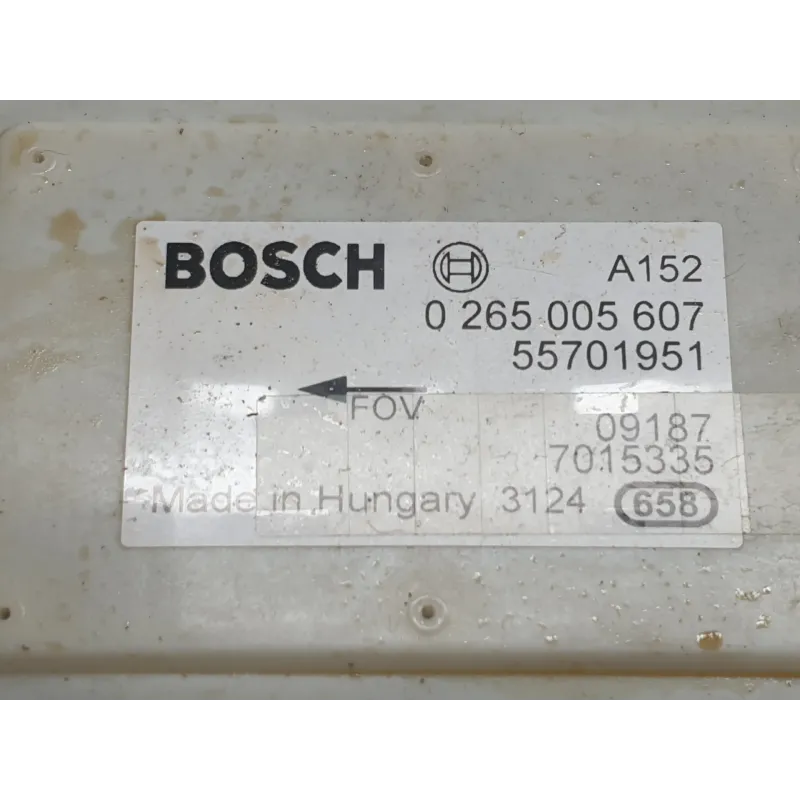 BOSCH A152
0 265 005 607
55701951
FOV
09187
7015335
Made in Hungary 3124 658